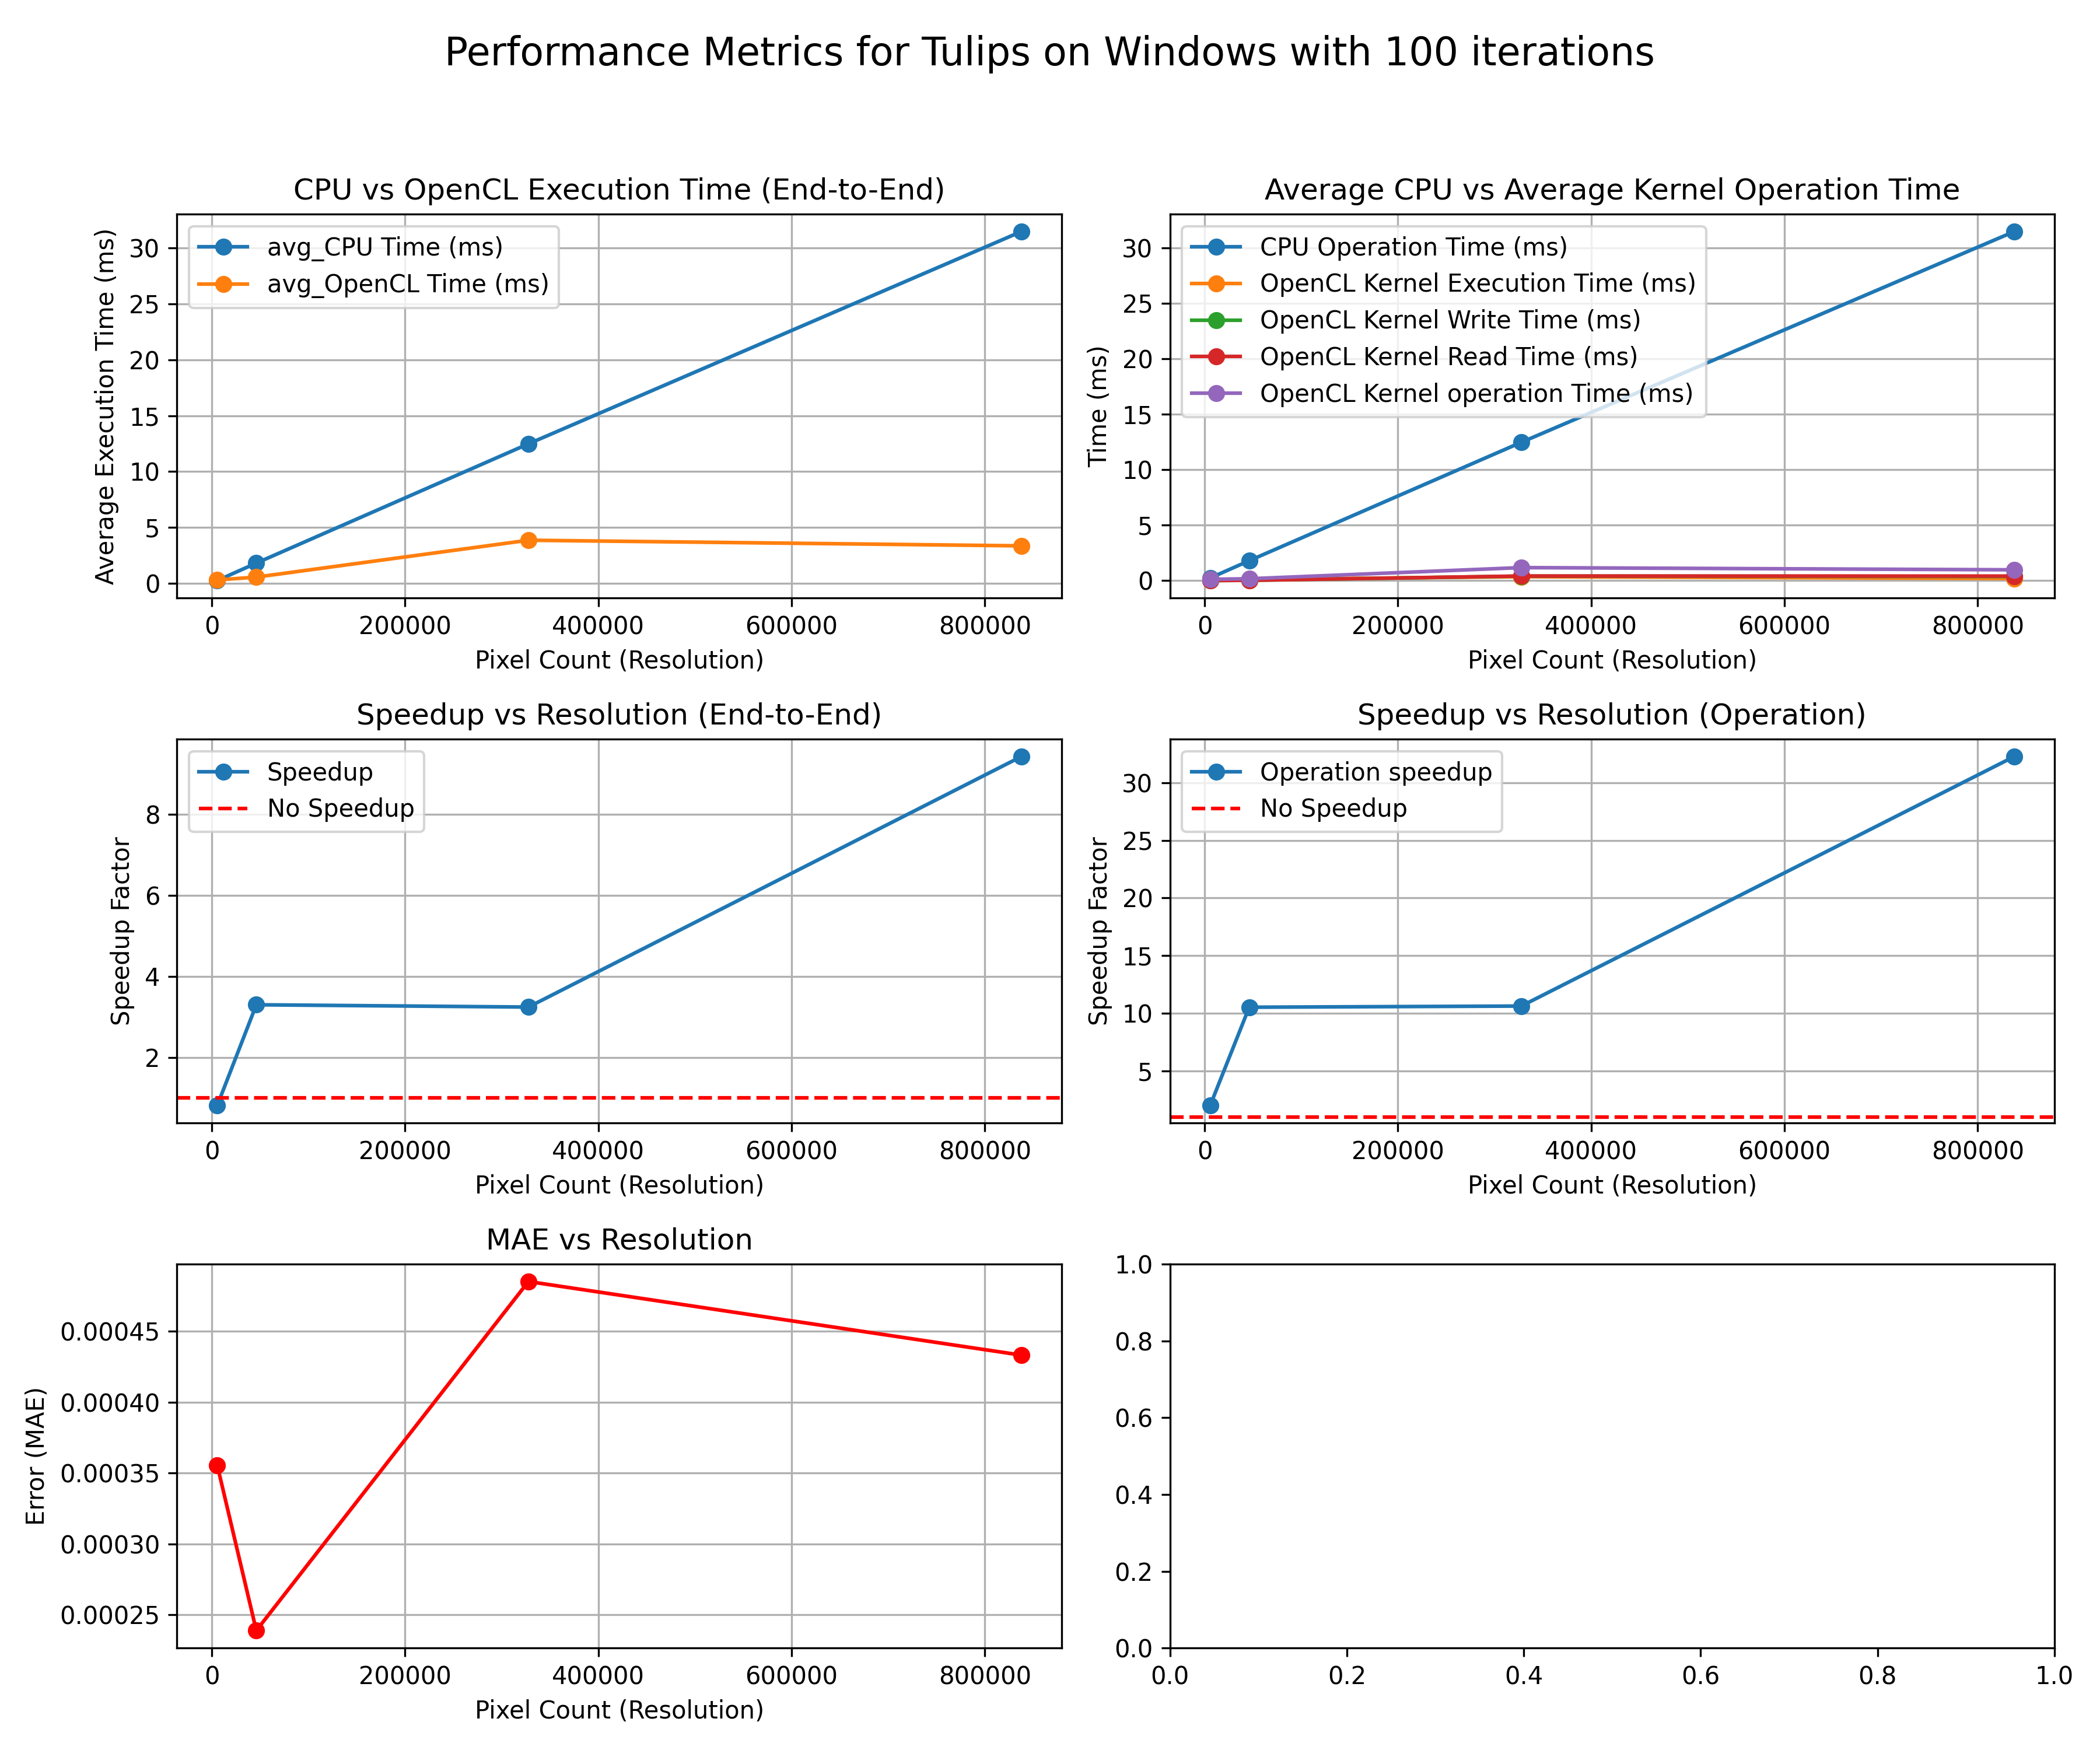 Performance Metrics for Tulips on Windows with 100 iterations
CPU vs OpenCL Execution Time (End-to-End)
Average Execution Time (ms)
30
25
20
15
10
5
0
avg_CPU Time (ms)
avg_OpenCL Time (ms)
0 200000 400000 600000 800000
Pixel Count (Resolution)
Average CPU vs Average Kernel Operation Time
Time (ms)
30
25
20
15
10
5
0
CPU Operation Time (ms)
OpenCL Kernel Execution Time (ms)
OpenCL Kernel Write Time (ms)
OpenCL Kernel Read Time (ms)
OpenCL Kernel operation Time (ms)
0 200000 400000 600000 800000
Pixel Count (Resolution)
Speedup vs Resolution (End-to-End)
Speedup Factor
8
6
4
2
Speedup
No Speedup
0 200000 400000 600000 800000
Pixel Count (Resolution)
Speedup vs Resolution (Operation)
Speedup Factor
30
25
20
15
10
5
Operation speedup
No Speedup
0 200000 400000 600000 800000
Pixel Count (Resolution)
MAE vs Resolution
Error (MAE)
0.00045
0.00040
0.00035
0.00030
0.00025
0 200000 400000 600000 800000
Pixel Count (Resolution)
1.0
0.8
0.6
0.4
0.2
0.0
0.0 0.2 0.4 0.6 0.8 1.0